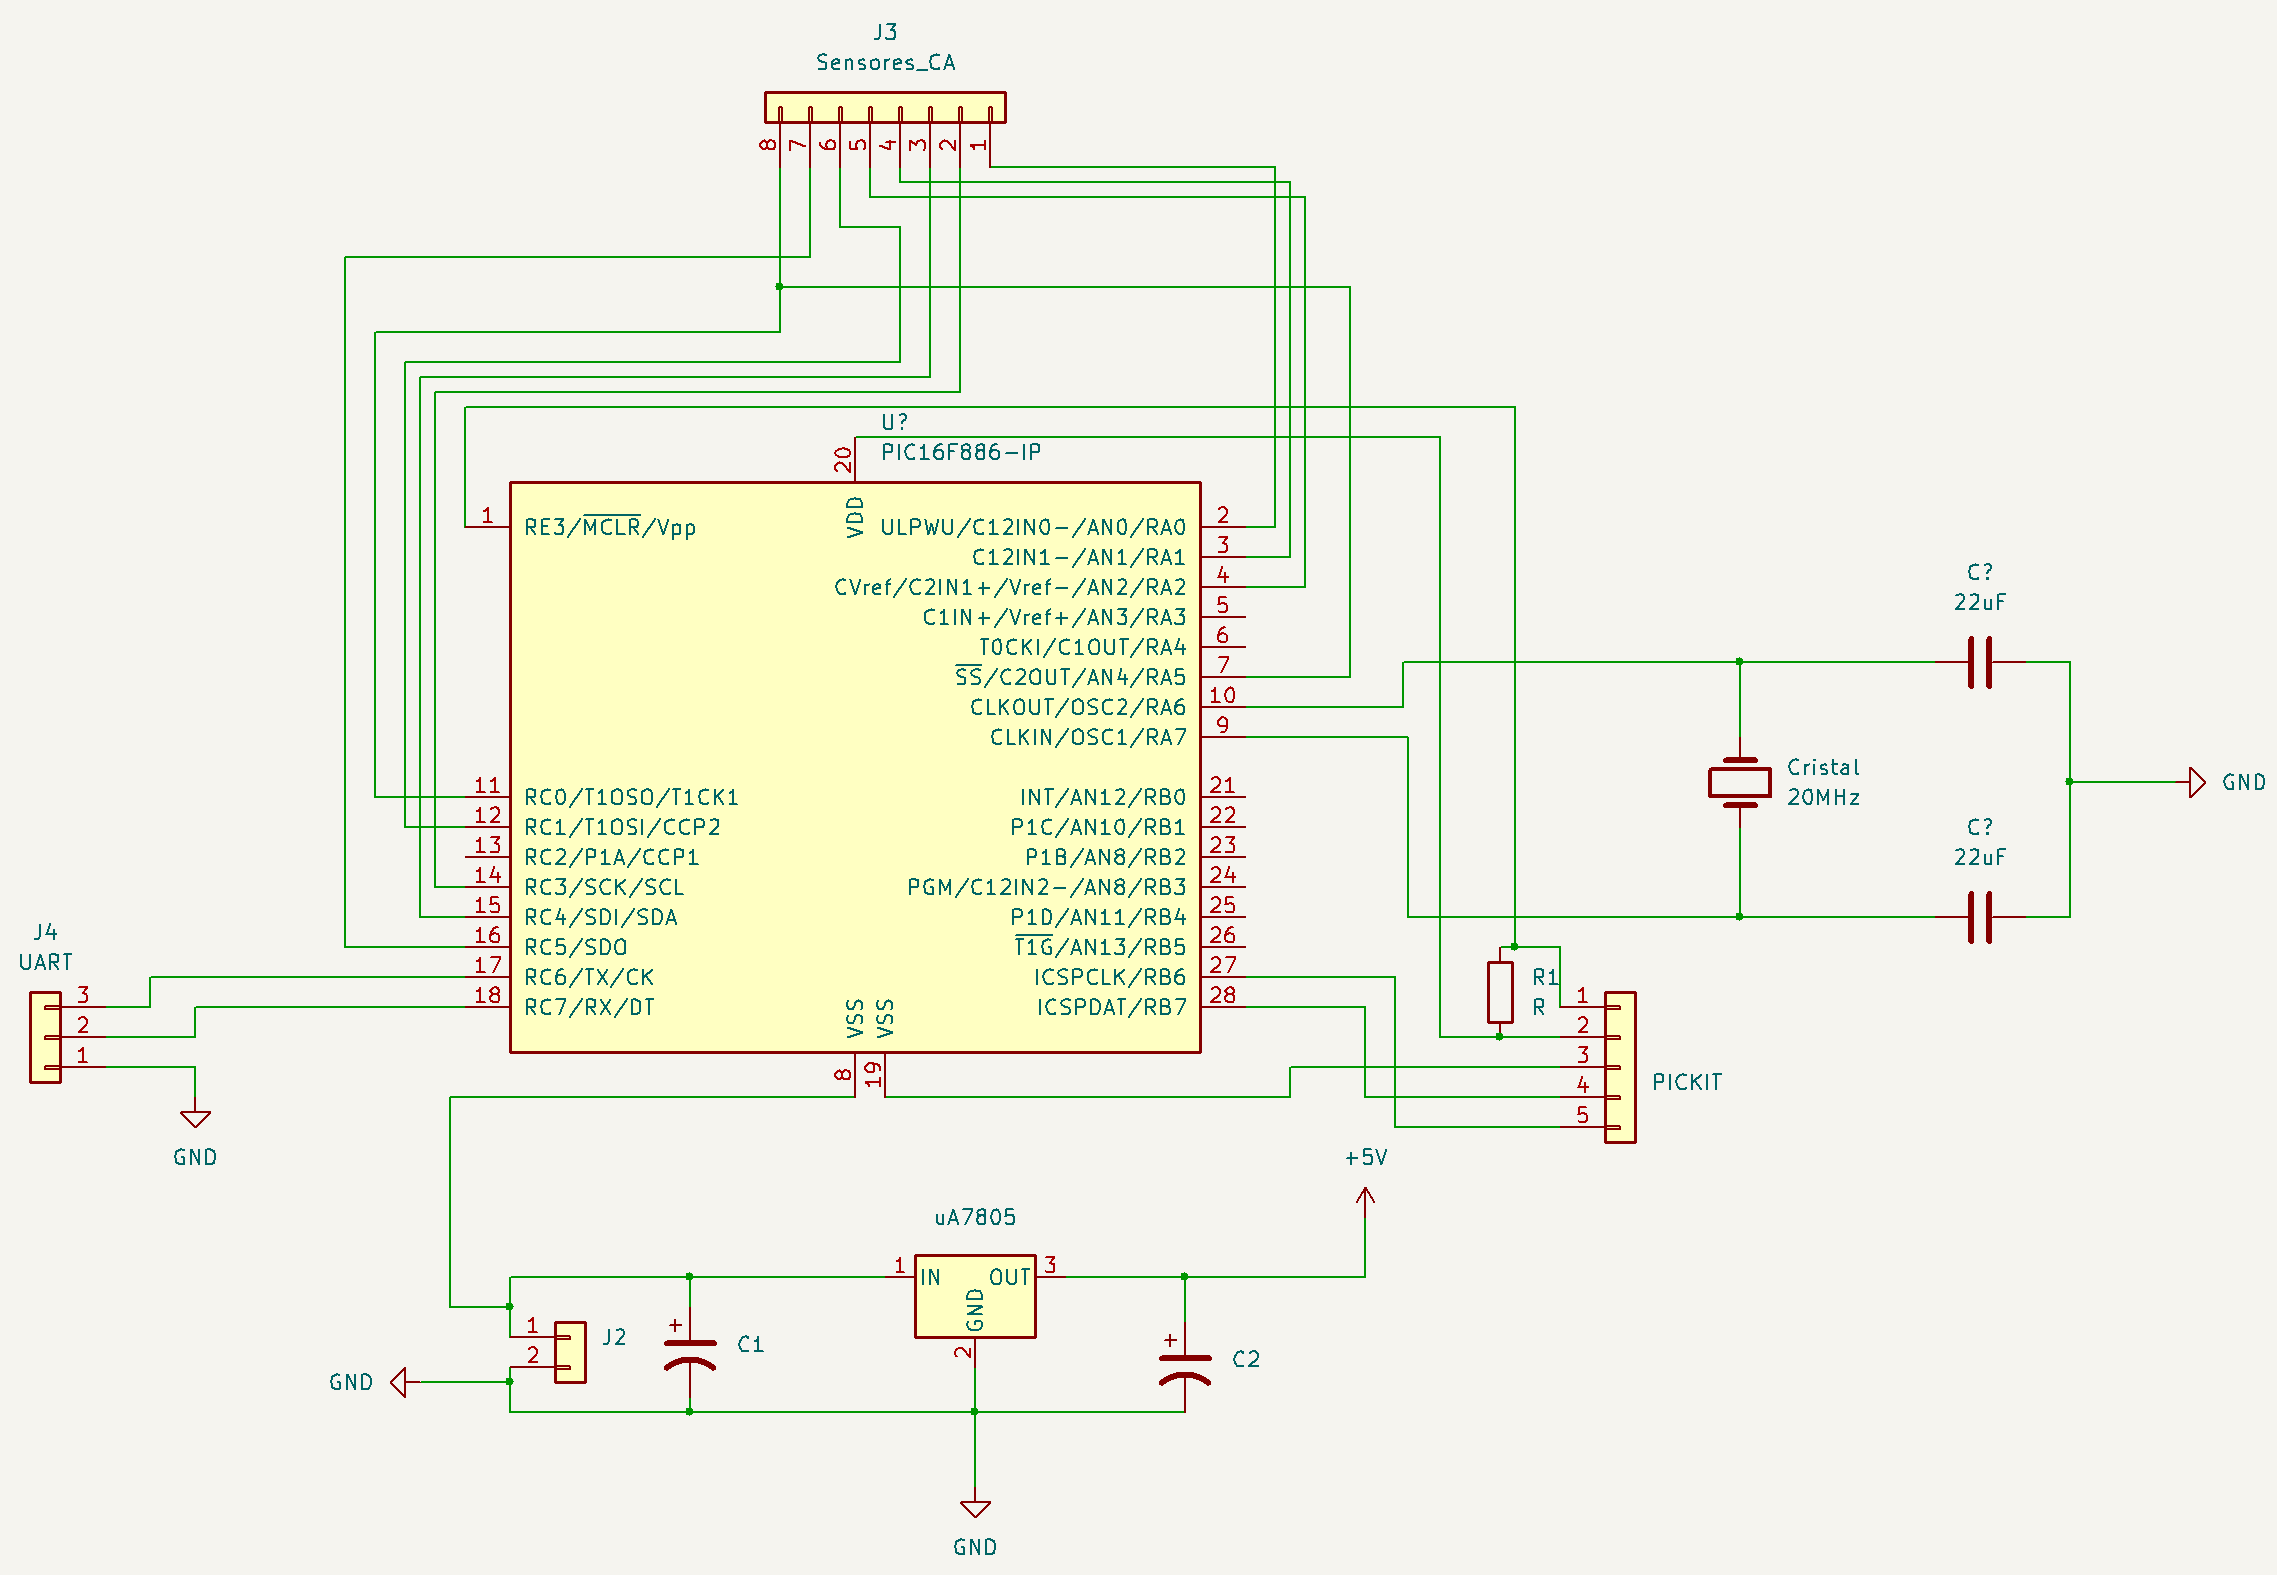 J3
Sensores_CA
8 7 6 5 4 3 2 1
U?
PIC16F886-IP
20
VDD
1 RE3/MCLR/Vpp
ULPWU/C12IN0-/AN0/RA0 2
C12IN1-/AN1/RA1 3
CVref/C2IN1+/Vref-/AN2/RA2 4
C1IN+/Vref+/AN3/RA3 5
T0CKI/C1OUT/RA4 6
SS/C2OUT/AN4/RA5 7
CLKOUT/OSC2/RA6 10
CLKIN/OSC1/RA7 9
11 RC0/T1OSO/T1CK1
12 RC1/T1OSI/CCP2
13 RC2/P1A/CCP1
14 RC3/SCK/SCL
15 RC4/SDI/SDA
16 RC5/SDO
17 RC6/TX/CK
18 RC7/RX/DT
INT/AN12/RB0 21
P1C/AN10/RB1 22
P1B/AN8/RB2 23
PGM/C12IN2-/AN8/RB3 24
P1D/AN11/RB4 25
T1G/AN13/RB5 26
ICSPCLK/RB6 27
ICSPDAT/RB7 28
VSS
VSS
8
19
C?
22uF
Cristal
20MHz
GND
C?
22uF
J4
UART
3
2
1
GND
R1
R
1
2
3
4
5
PICKIT
+5V
uA7805
1 IN
OUT 3
GND
2
1
2
J2
GND
+
C1
+
C2
GND